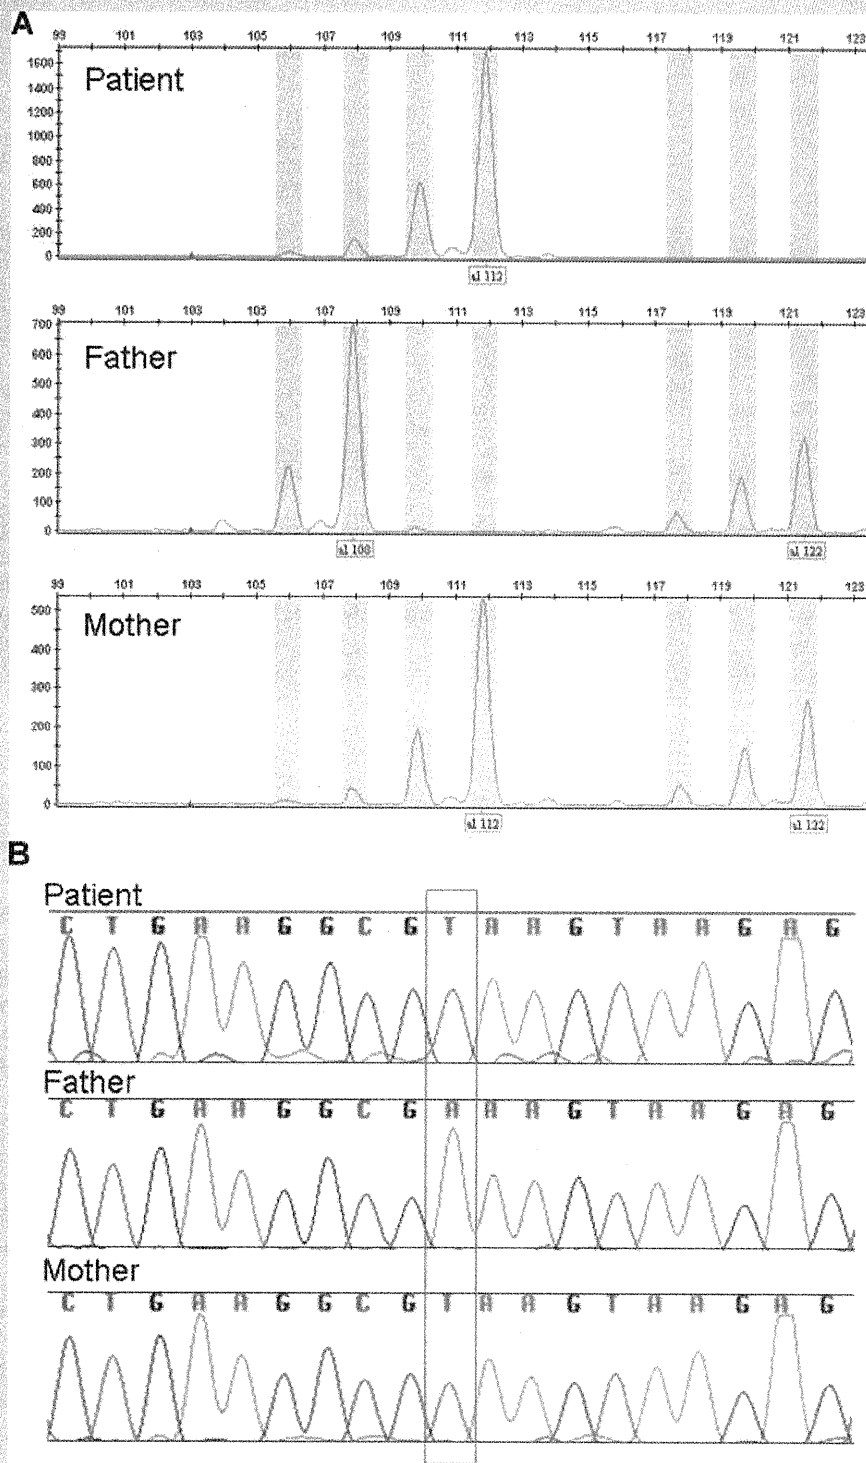 A
99 101 103 105 107 109 111 113 115 117 119 121 123
Patient
1600
1400
1200
1000
800
600
400
200
0
al 112
99 101 103 105 107 109 111 113 115 117 119 121 123
Father
700
600
500
400
300
200
100
0
al 108
al 122
99 101 103 105 107 109 111 113 115 117 119 121 123
Mother
500
400
300
200
100
0
al 112
al 122
B
Patient
C T G A A G G C G T A A G T A A G A G
Father
C T G A A G G C G A A A G T A A G A G
Mother
C T G A A G G C G T A A G T A A G A G